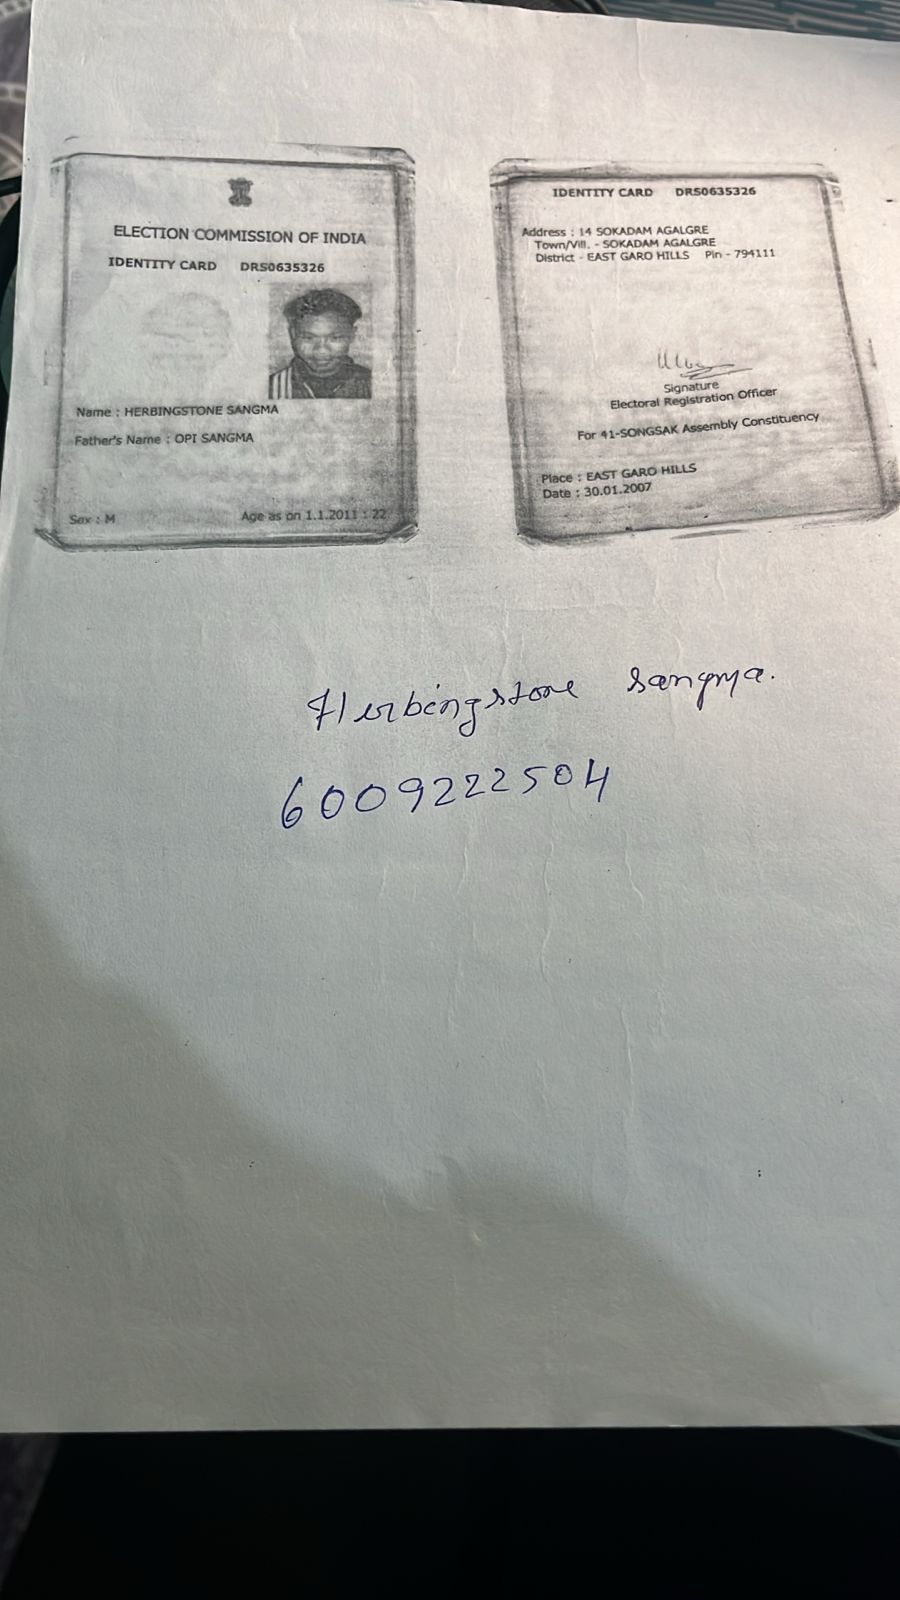 ELECTION COMMISSION OF INDIA
IDENTITY CARD DRS0635326
Name : HERBINGSTONE SANGMA
Father's Name : OPI SANGMA
Sex : M Age as on 1.1.2011 : 22
IDENTITY CARD DRS0635326
Address : 14 SOKADAM AGALGRE
Town/Vill. - SOKADAM AGALGRE
District - EAST GARO HILLS Pin - 794111
Signature
Electoral Registration Officer
For 41-SONGSAK Assembly Constituency
Place : EAST GARO HILLS
Date : 30.01.2007
Herbingstone Sangma.
6009222504